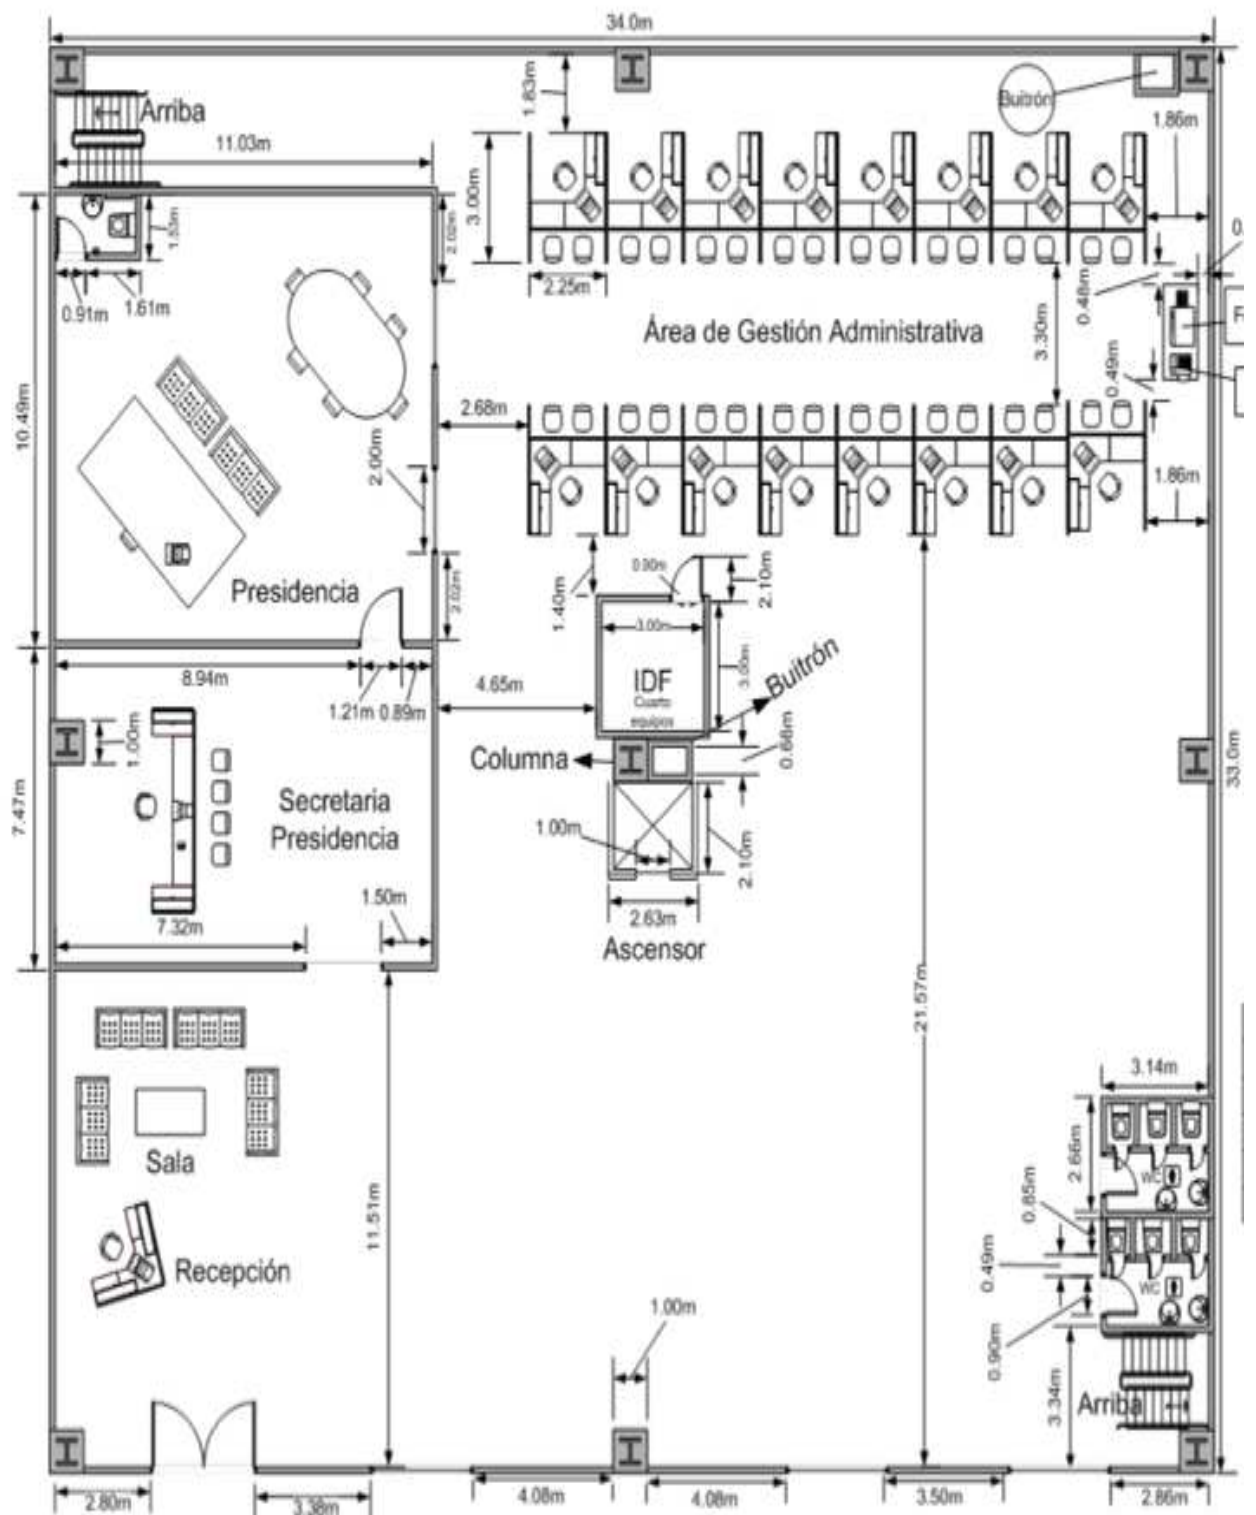 34.0m
Arriba
11.03m
1.83m
Buitrón
1.86m
3.00m
1.53m
2.02m
0.91m
1.61m
2.25m
0.48m
0.
F
Área de Gestión Administrativa
3.30m
0.49m
10.49m
2.68m
2.00m
1.86m
Presidencia
2.02m
1.40m
0.90m
2.10m
3.00m
3.00m
IDF
Cuarto
equipos
Buitrón
8.94m
1.21m
0.89m
4.65m
1.00m
Columna
0.66m
33.0m
7.47m
Secretaria
Presidencia
1.00m
2.10m
1.50m
7.32m
2.63m
Ascensor
21.57m
3.14m
2.66m
WC
Sala
0.85m
11.51m
Recepción
0.49m
WC
0.90m
1.00m
3.34m
Arriba
2.80m
3.38m
4.08m
4.08m
3.50m
2.86m